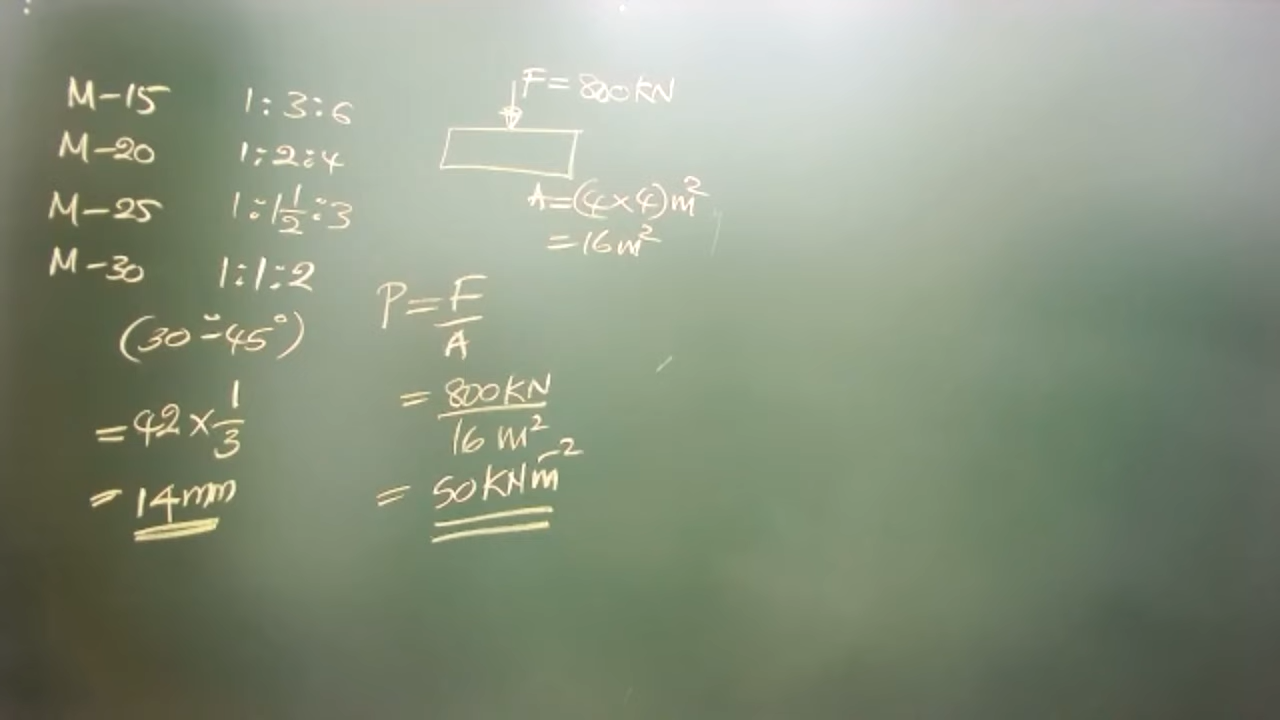 M-15 1:3:6
M-20 1:2:4
M-25 1:1½:3
M-30 1:1:2
(30°-45°)
= 42 × 1/3
= 14mm
F = 800KN
A = (4×4)m²
= 16m²
P = F/A
= 800KN/16m²
= 50KNm⁻²